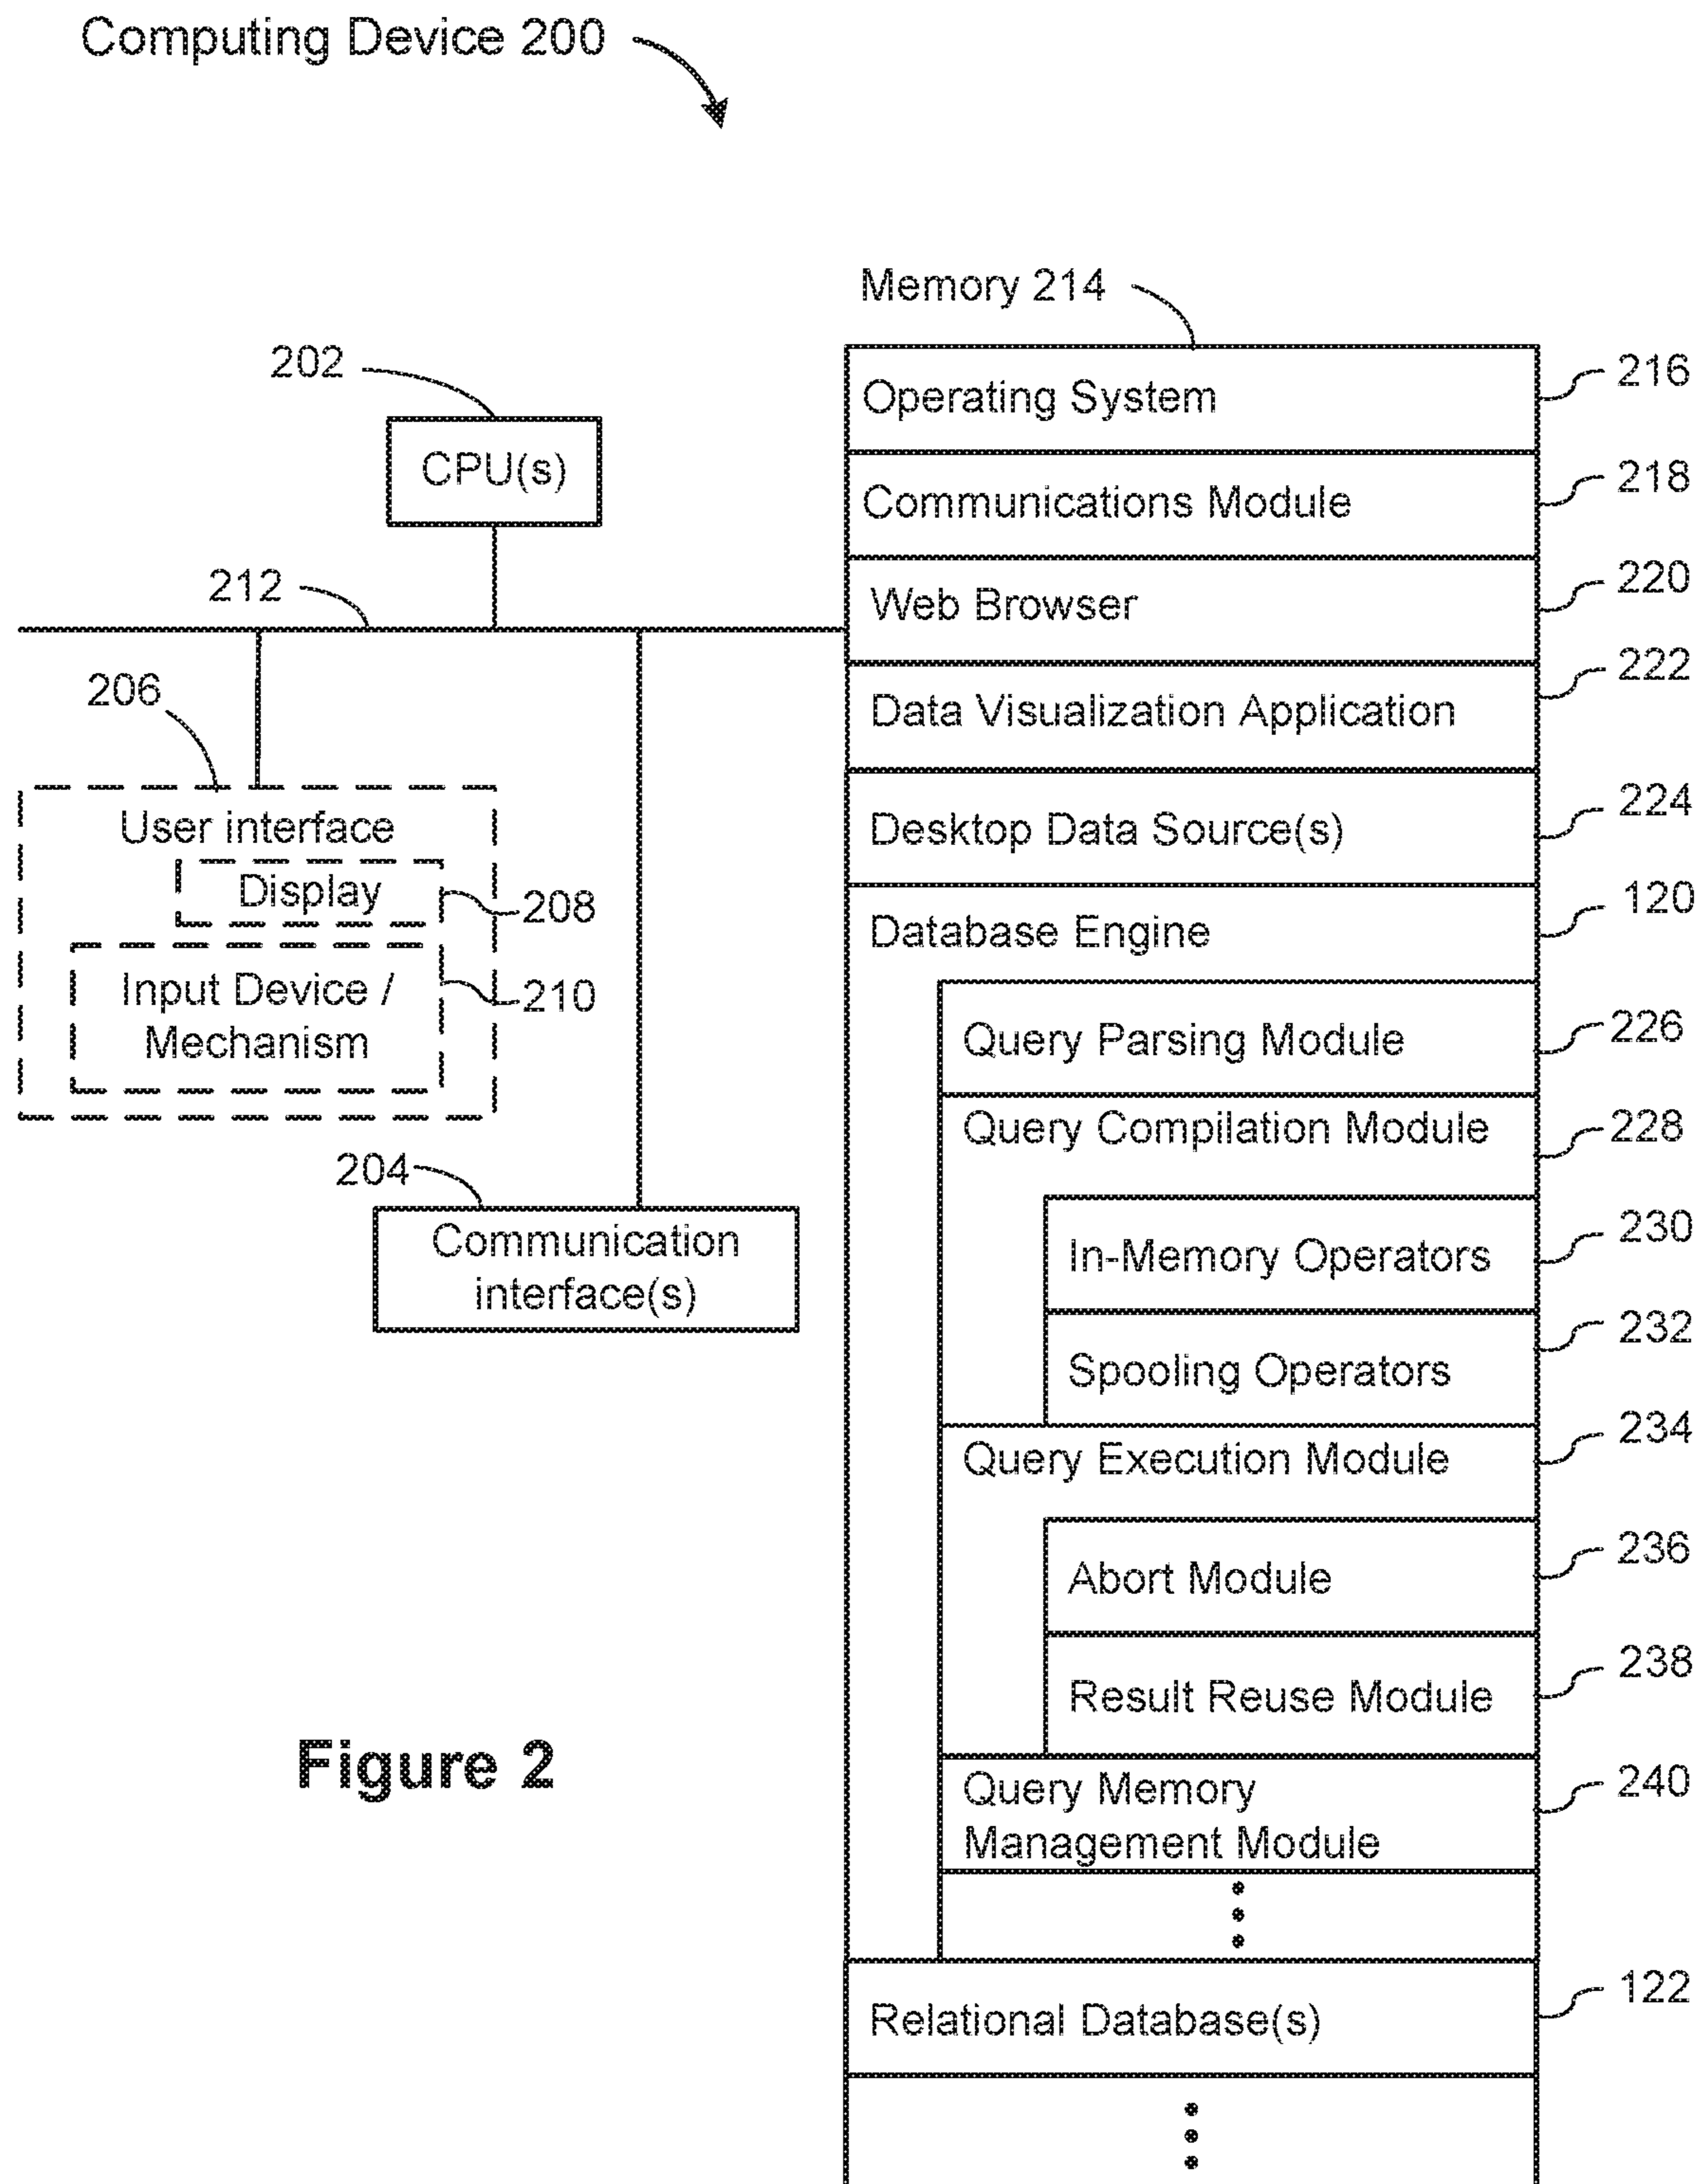 Computing Device 200
Memory 214
202
CPU(s)
212
206
User interface
Display
208
Input Device /
Mechanism
210
204
Communication
interface(s)
Operating System
216
Communications Module
218
Web Browser
220
Data Visualization Application
222
Desktop Data Source(s)
224
Database Engine
120
Query Parsing Module
226
Query Compilation Module
228
In-Memory Operators
230
Spooling Operators
232
Query Execution Module
234
Abort Module
236
Result Reuse Module
238
Query Memory
Management Module
240
Relational Database(s)
122
Figure 2